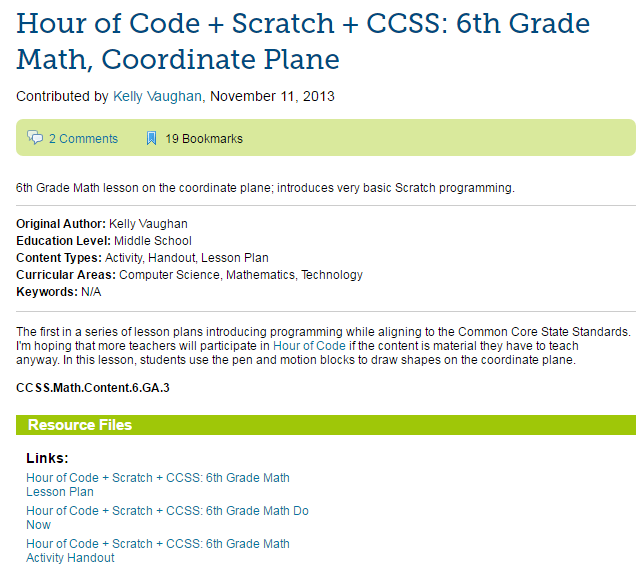 Hour of Code + Scratch + CCSS: 6th Grade
Math, Coordinate Plane
Contributed by Kelly Vaughan, November 11, 2013
2 Comments 19 Bookmarks
6th Grade Math lesson on the coordinate plane; introduces very basic Scratch programming.
Original Author: Kelly Vaughan
Education Level: Middle School
Content Types: Activity, Handout, Lesson Plan
Curricular Areas: Computer Science, Mathematics, Technology
Keywords: N/A
The first in a series of lesson plans introducing programming while aligning to the Common Core State Standards.
I'm hoping that more teachers will participate in Hour of Code if the content is material they have to teach
anyway. In this lesson, students use the pen and motion blocks to draw shapes on the coordinate plane.
CCSS.Math.Content.6.GA.3
Resource Files
Links:
Hour of Code + Scratch + CCSS: 6th Grade Math
Lesson Plan
Hour of Code + Scratch + CCSS: 6th Grade Math Do
Now
Hour of Code + Scratch + CCSS: 6th Grade Math
Activity Handout